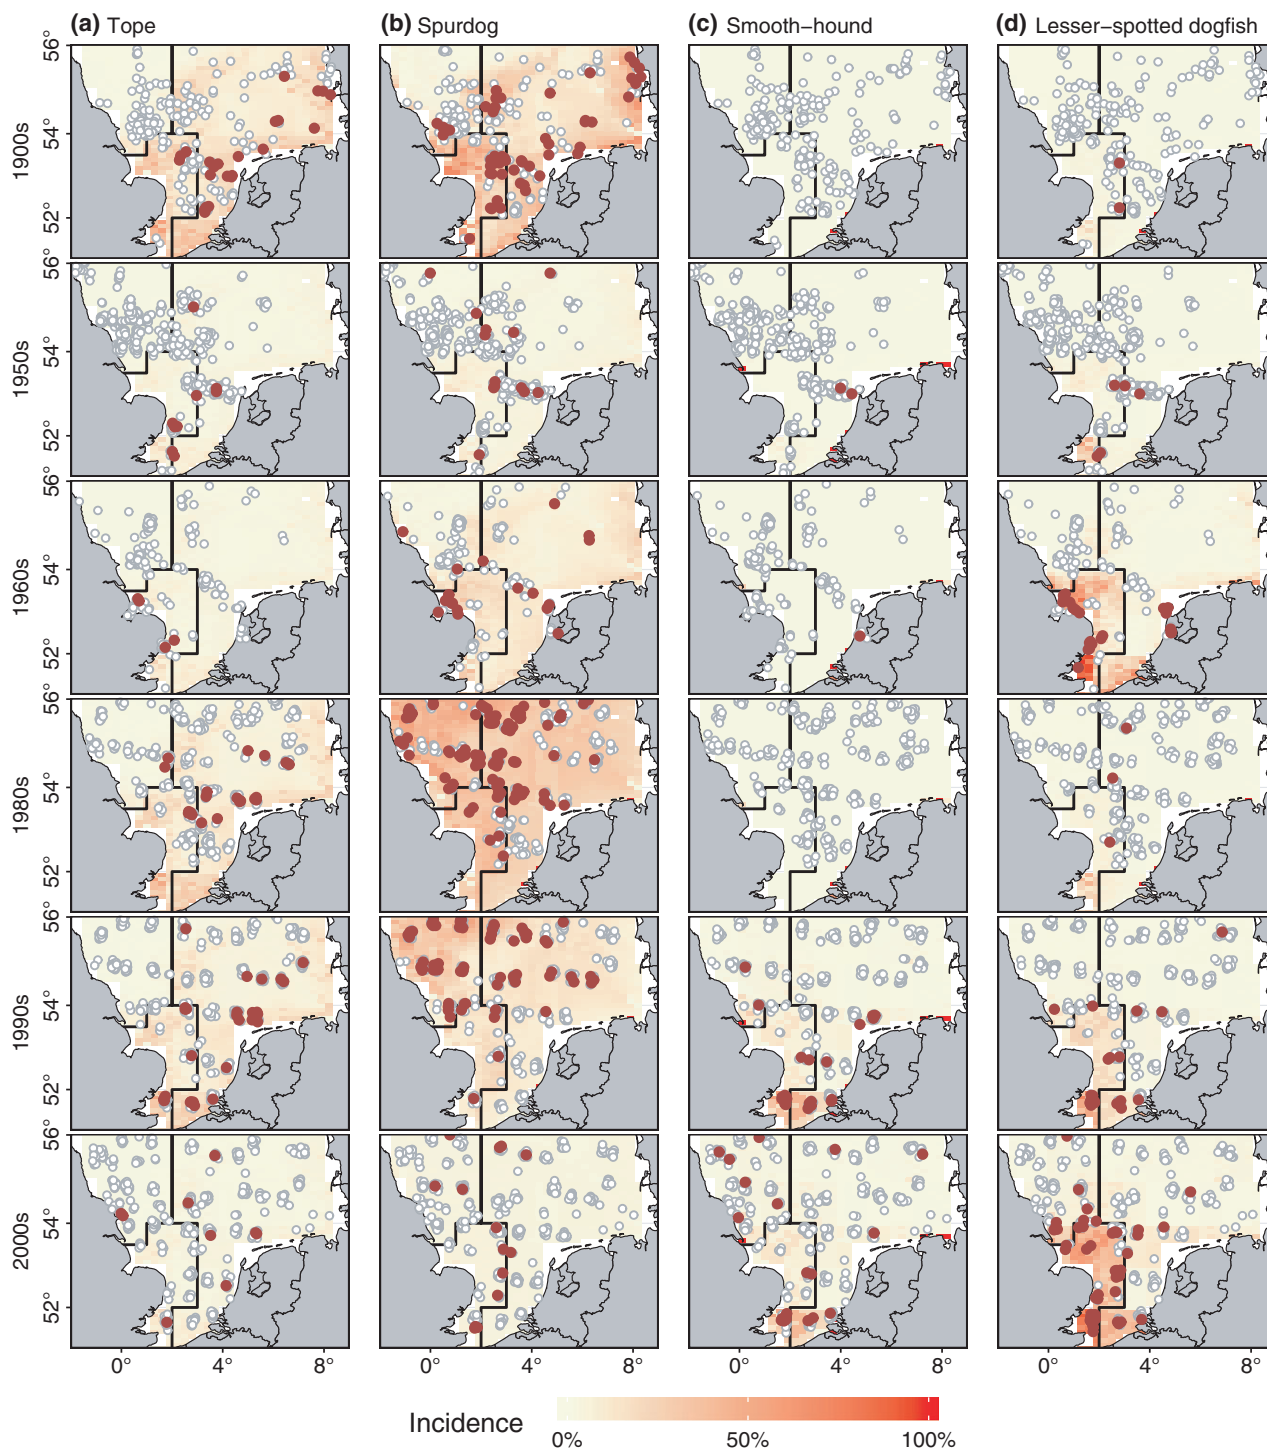 (a) Tope (b) Spurdog (c) Smooth−hound (d) Lesser−spotted dogfish
1900s 56° 54° 52°
1950s 56° 54° 52°
1960s 56° 54° 52°
1980s 56° 54° 52°
1990s 56° 54° 52°
2000s 56° 54° 52°
0° 4° 8° 0° 4° 8° 0° 4° 8° 0° 4° 8°
Incidence
0% 50% 100%